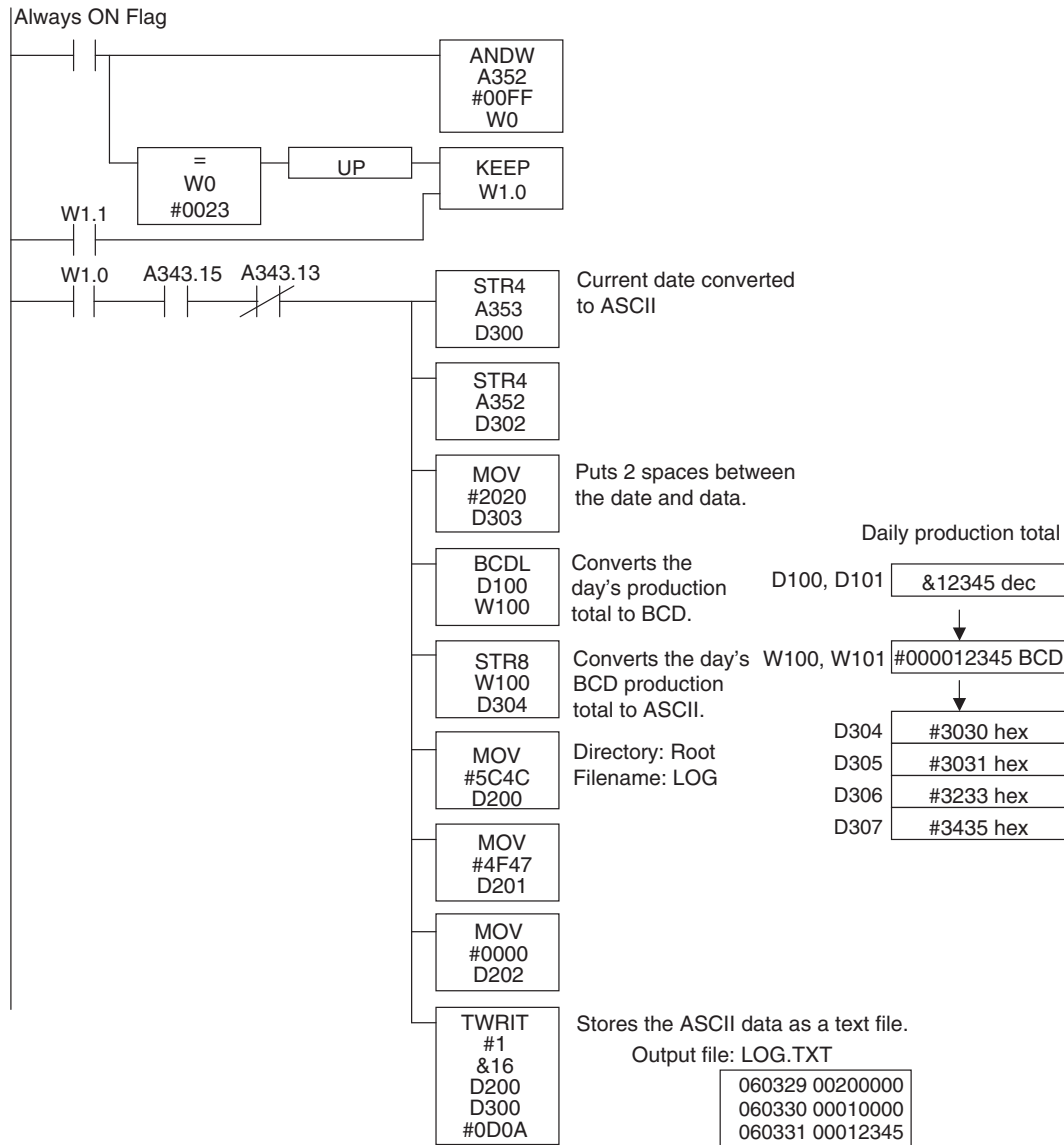 Always ON Flag
ANDW
A352
#00FF
W0
=
W0
#0023
UP
KEEP
W1.0
W1.1
W1.0
A343.15
A343.13
STR4
A353
D300
Current date converted
to ASCII
STR4
A352
D302
MOV
#2020
D303
Puts 2 spaces between
the date and data.
BCDL
D100
W100
Converts the
day's production
total to BCD.
Daily production total
D100, D101
&12345 dec
STR8
W100
D304
Converts the day's
BCD production
total to ASCII.
W100, W101
#000012345 BCD
D304
#3030 hex
D305
#3031 hex
D306
#3233 hex
D307
#3435 hex
MOV
#5C4C
D200
Directory: Root
Filename: LOG
MOV
#4F47
D201
MOV
#0000
D202
TWRIT
#1
&16
D200
D300
#0D0A
Stores the ASCII data as a text file.
Output file: LOG.TXT
060329 00200000
060330 00010000
060331 00012345